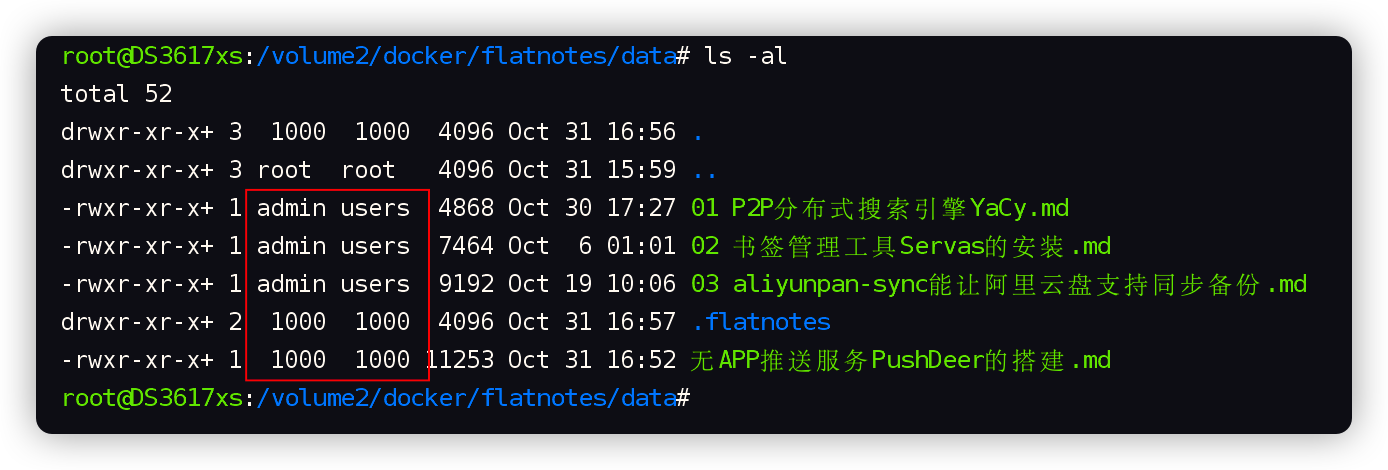 root@DS3617xs:/volume2/docker/flatnotes/data# ls -al
total 52
drwxr-xr-x+ 3  1000  1000  4096 Oct 31 16:56 .
drwxr-xr-x+ 3 root  root   4096 Oct 31 15:59 ..
-rwxr-xr-x+ 1 admin users  4868 Oct 30 17:27 01 P2P分布式搜索引擎YaCy.md
-rwxr-xr-x+ 1 admin users  7464 Oct  6 01:01 02 书签管理工具Servas的安装.md
-rwxr-xr-x+ 1 admin users  9192 Oct 19 10:06 03 aliyunpan-sync能让阿里云盘支持同步备份.md
drwxr-xr-x+ 2  1000  1000  4096 Oct 31 16:57 .flatnotes
-rwxr-xr-x+ 1  1000  1000 11253 Oct 31 16:52 无APP推送服务PushDeer的搭建.md
root@DS3617xs:/volume2/docker/flatnotes/data#